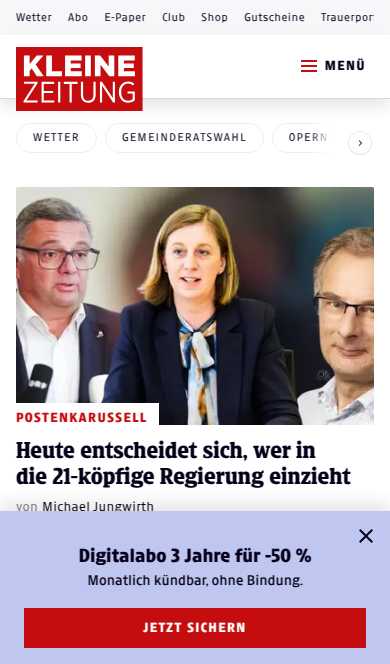 Wetter Abo E-Paper Club Shop Gutscheine Trauerport
KLEINE
ZEITUNG
MENÜ
WETTER GEMEINDERATSWAHL OPERN
POSTENKARUSSELL
Heute entscheidet sich, wer in
die 21-köpfige Regierung einzieht
von Michael Jungwirth
Digitalabo 3 Jahre für -50 %
Monatlich kündbar, ohne Bindung.
JETZT SICHERN